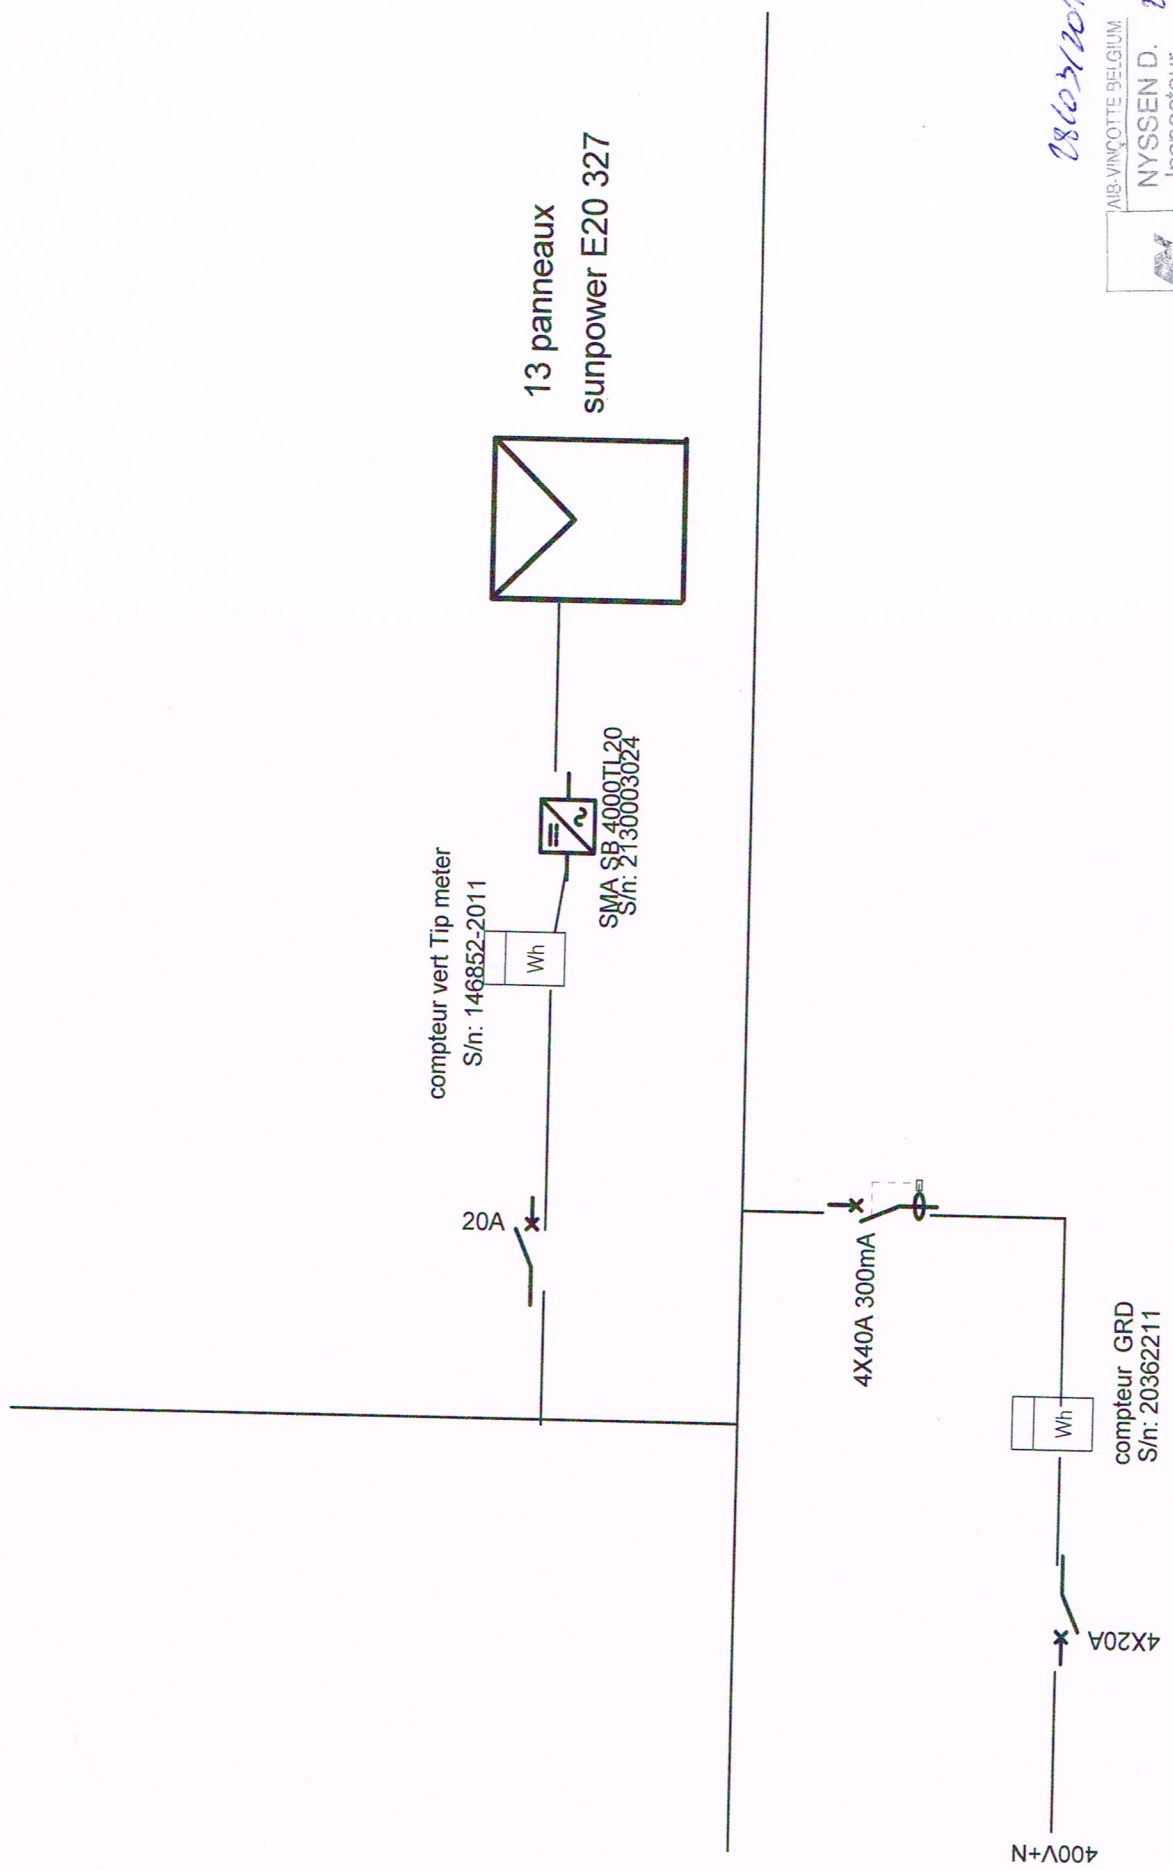 13 panneaux
sunpower E20 327
compteur vert Tip meter
S/n: 146852-2011
Wh
SMA SB 4000TL20
S/n: 2130003024
20A
4X40A 300mA
Wh
compteur GRD
S/n: 20362211
4X20A
400V+N
AIB-VINÇOTTE BELGIUM
NYSSEN D.
Inspecteur